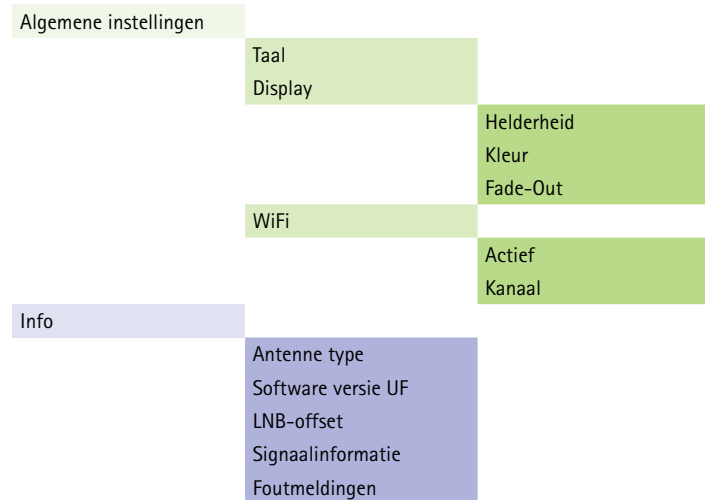 Algemene instellingen
Taal
Display
Helderheid
Kleur
Fade-Out
WiFi
Actief
Kanaal
Info
Antenne type
Software versie UF
LNB-offset
Signaalinformatie
Foutmeldingen